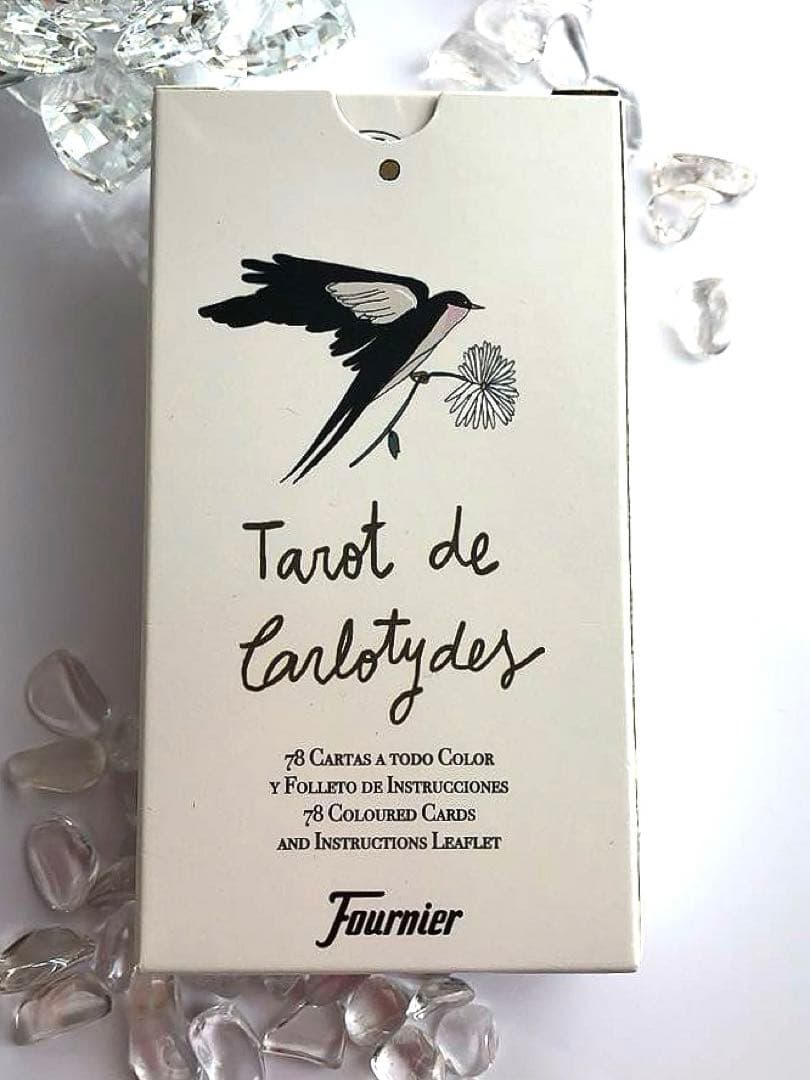 Tarot de
Carlotydes
78 Cartas a todo Color
y Folleto de Instrucciones
78 Coloured Cards
and Instructions Leaflet
Fournier